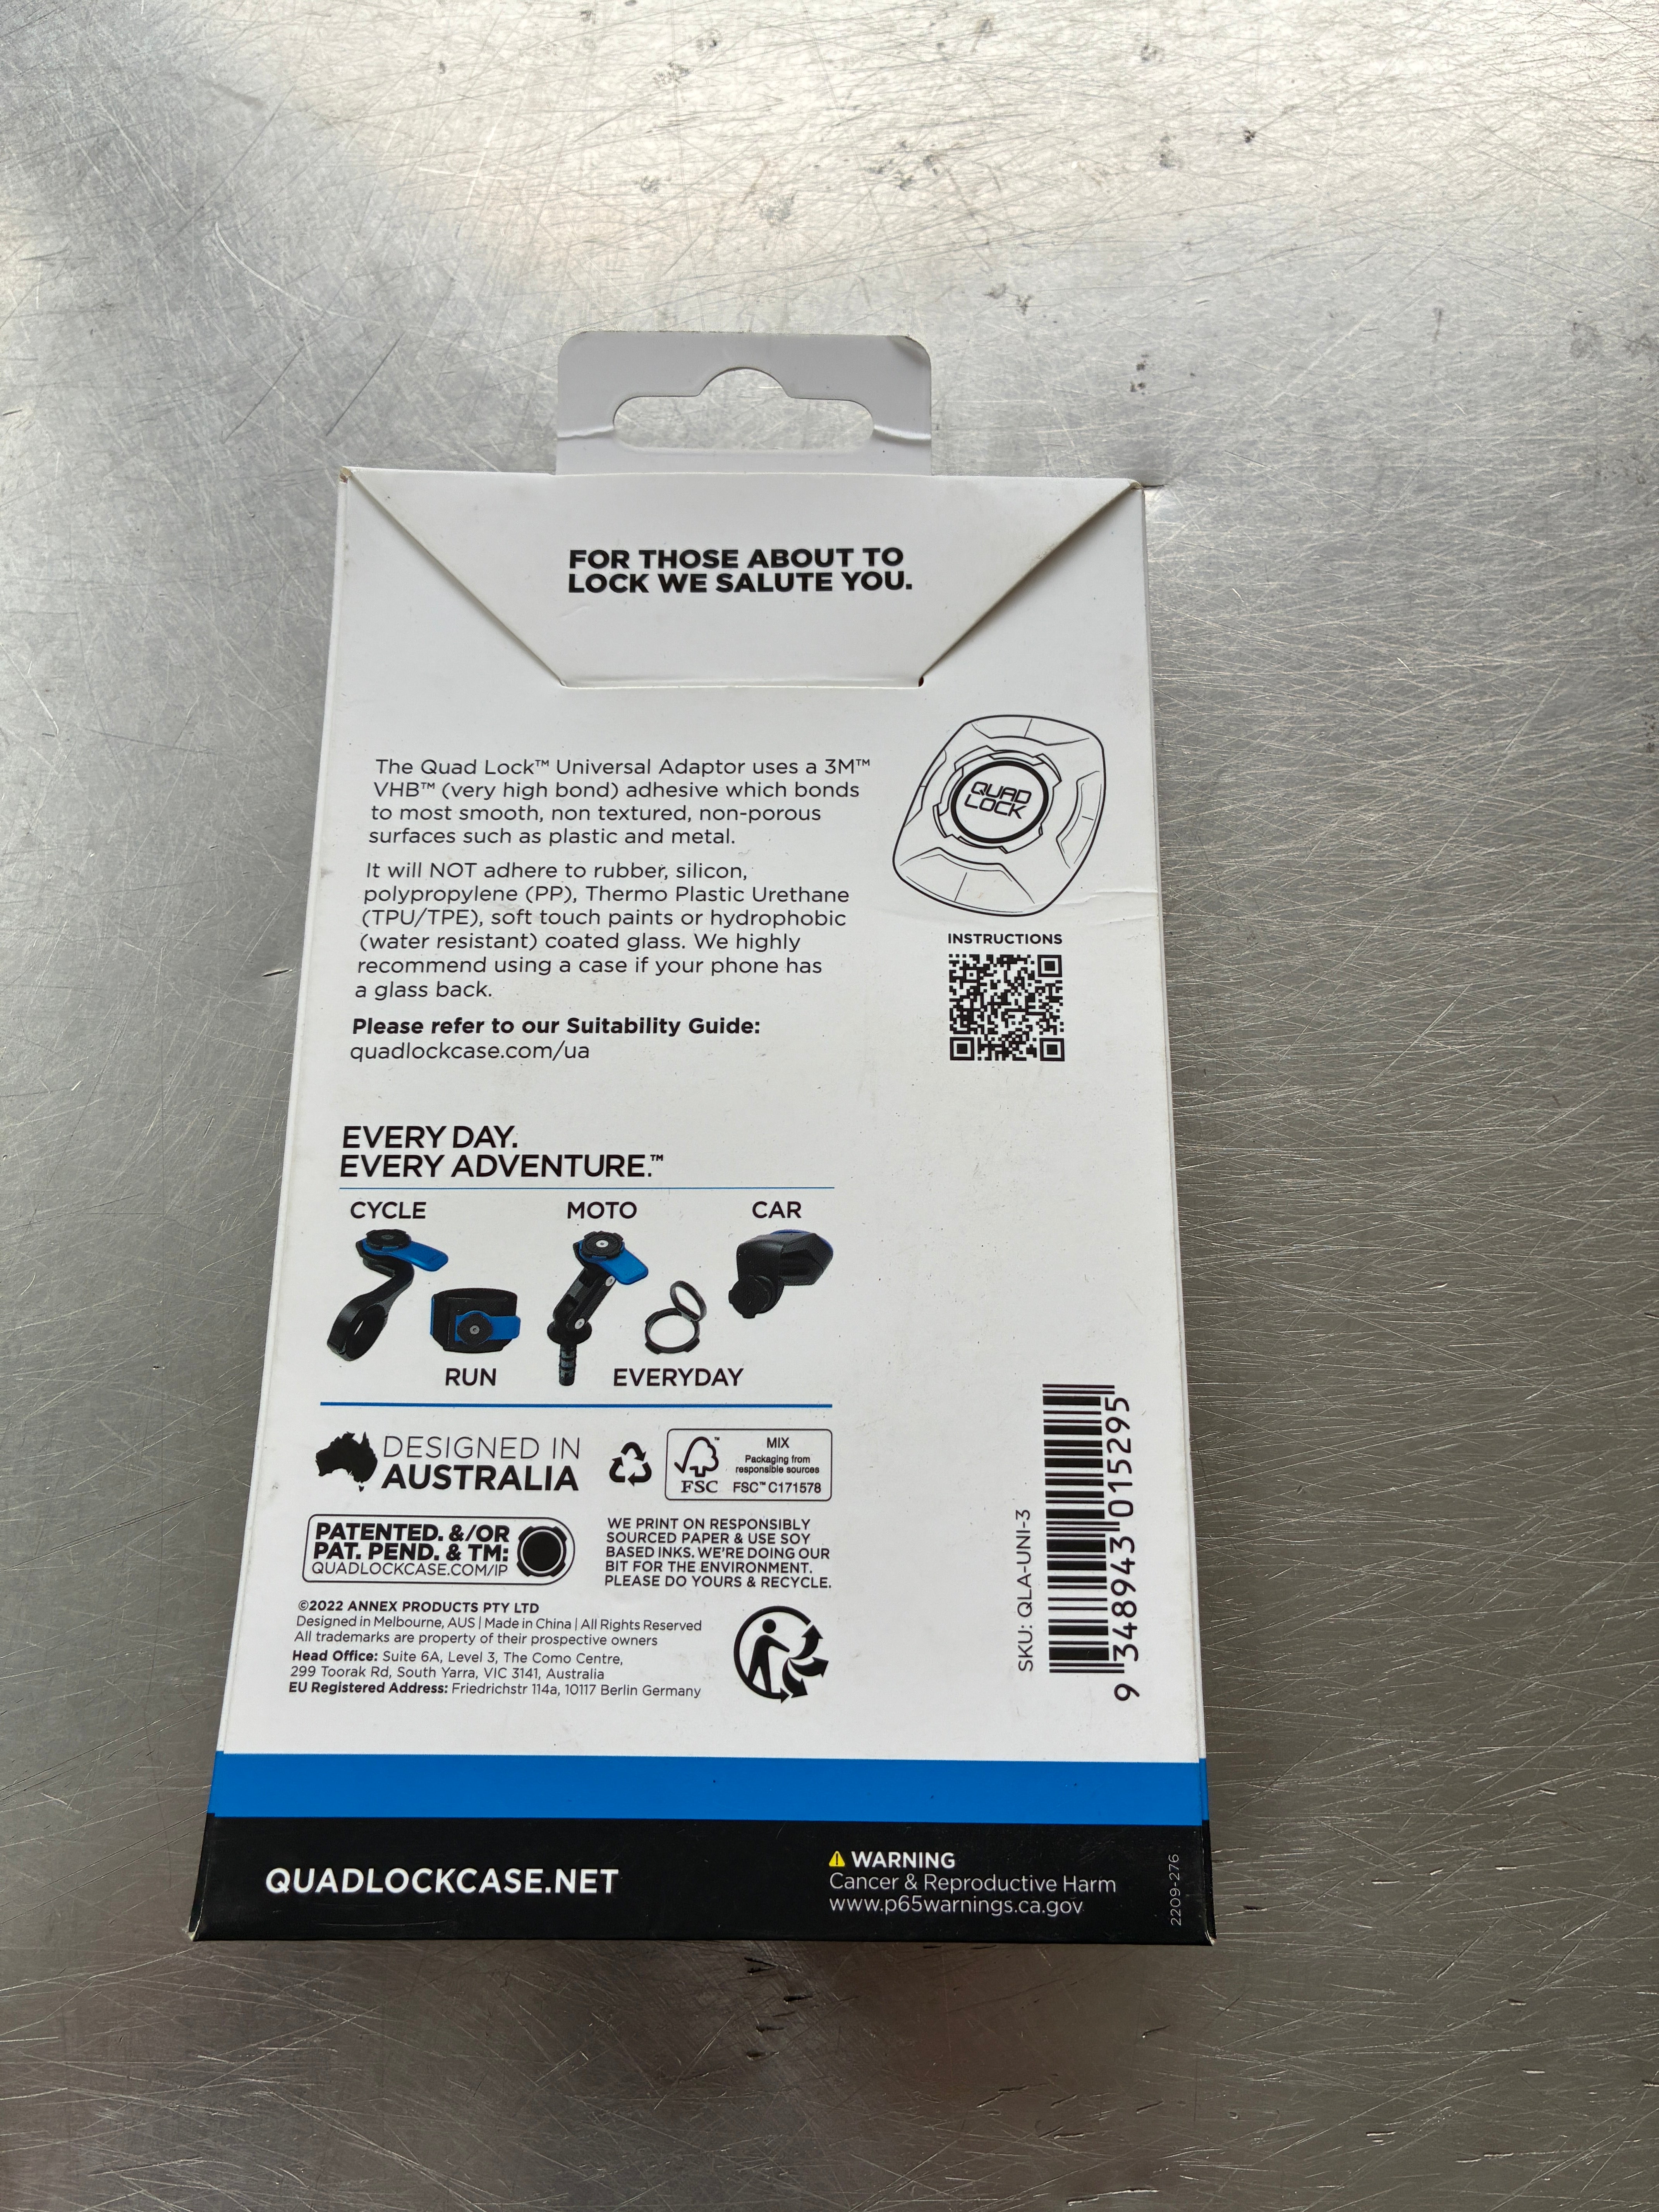 FOR THOSE ABOUT TO
LOCK WE SALUTE YOU.
The Quad Lock™ Universal Adaptor uses a 3M™
VHB™ (very high bond) adhesive which bonds
to most smooth, non textured, non-porous
surfaces such as plastic and metal.
It will NOT adhere to rubber, silicon,
polypropylene (PP), Thermo Plastic Urethane
(TPU/TPE), soft touch paints or hydrophobic
(water resistant) coated glass. We highly
recommend using a case if your phone has
a glass back.
Please refer to our Suitability Guide:
quadlockcase.com/ua
QUAD
LOCK
INSTRUCTIONS
EVERY DAY.
EVERY ADVENTURE.™
CYCLE
MOTO
CAR
RUN
EVERYDAY
DESIGNED IN
AUSTRALIA
FSC
MIX
Packaging from
responsible sources
FSC™ C171578
PATENTED. &/OR
PAT. PEND. & TM:
QUADLOCKCASE.COM/IP
WE PRINT ON RESPONSIBLY
SOURCED PAPER & USE SOY
BASED INKS. WE'RE DOING OUR
BIT FOR THE ENVIRONMENT.
PLEASE DO YOURS & RECYCLE.
©2022 ANNEX PRODUCTS PTY LTD
Designed in Melbourne, AUS | Made in China | All Rights Reserved
All trademarks are property of their prospective owners
Head Office: Suite 6A, Level 3, The Como Centre,
299 Toorak Rd, South Yarra, VIC 3141, Australia
EU Registered Address: Friedrichstr 114a, 10117 Berlin Germany
SKU: QLA-UNI-3
9 348943 015295
QUADLOCKCASE.NET
WARNING
Cancer & Reproductive Harm
www.p65warnings.ca.gov
2209-276